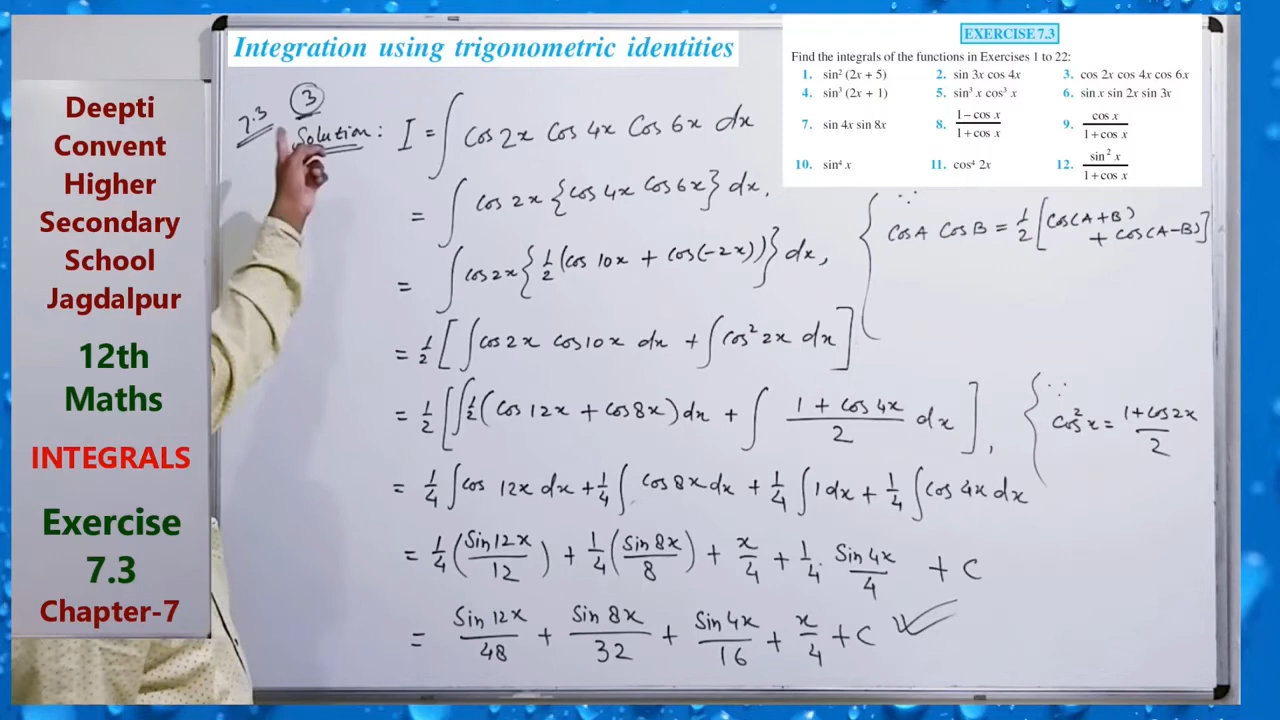 Integration using trigonometric identities
EXERCISE 7.3
Find the integrals of the functions in Exercises 1 to 22:
1. sin² (2x + 5) 2. sin 3x cos 4x 3. cos 2x cos 4x cos 6x
4. sin³ (2x + 1) 5. sin³ x cos³ x 6. sin x sin 2x sin 3x
7. sin 4x sin 8x 8. (1 – cos x)/(1 + cos x) 9. cos x/(1 + cos x)
10. sin⁴ x 11. cos⁴ 2x 12. sin² x/(1 + cos x)
Deepti
Convent
Higher
Secondary
School
Jagdalpur
12th
Maths
INTEGRALS
Exercise
7.3
Chapter-7
7.3 ③
Solution: I = ∫ cos 2x cos 4x cos 6x dx
= ∫ cos 2x {cos 4x cos 6x} dx,
∵
cosA cosB = 1/2 [cos(A+B)
+ cos(A-B)]
= ∫ cos 2x {1/2 (cos 10x + cos(-2x))} dx,
= 1/2 [∫ cos 2x cos 10x dx + ∫ cos² 2x dx]
= 1/2 [∫ 1/2 (cos 12x + cos 8x) dx + ∫ (1 + cos 4x)/2 dx],
∵
cos² x = (1 + cos 2x)/2
= 1/4 ∫ cos 12x dx + 1/4 ∫ cos 8x dx + 1/4 ∫ 1 dx + 1/4 ∫ cos 4x dx
= 1/4 (Sin 12x/12) + 1/4 (Sin 8x/8) + x/4 + 1/4 . Sin 4x/4 + C
= Sin 12x/48 + Sin 8x/32 + Sin 4x/16 + x/4 + C